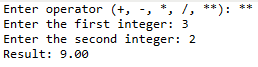 Enter operator (+, -, *, /, **): **
Enter the first integer: 3
Enter the second integer: 2
Result: 9.00